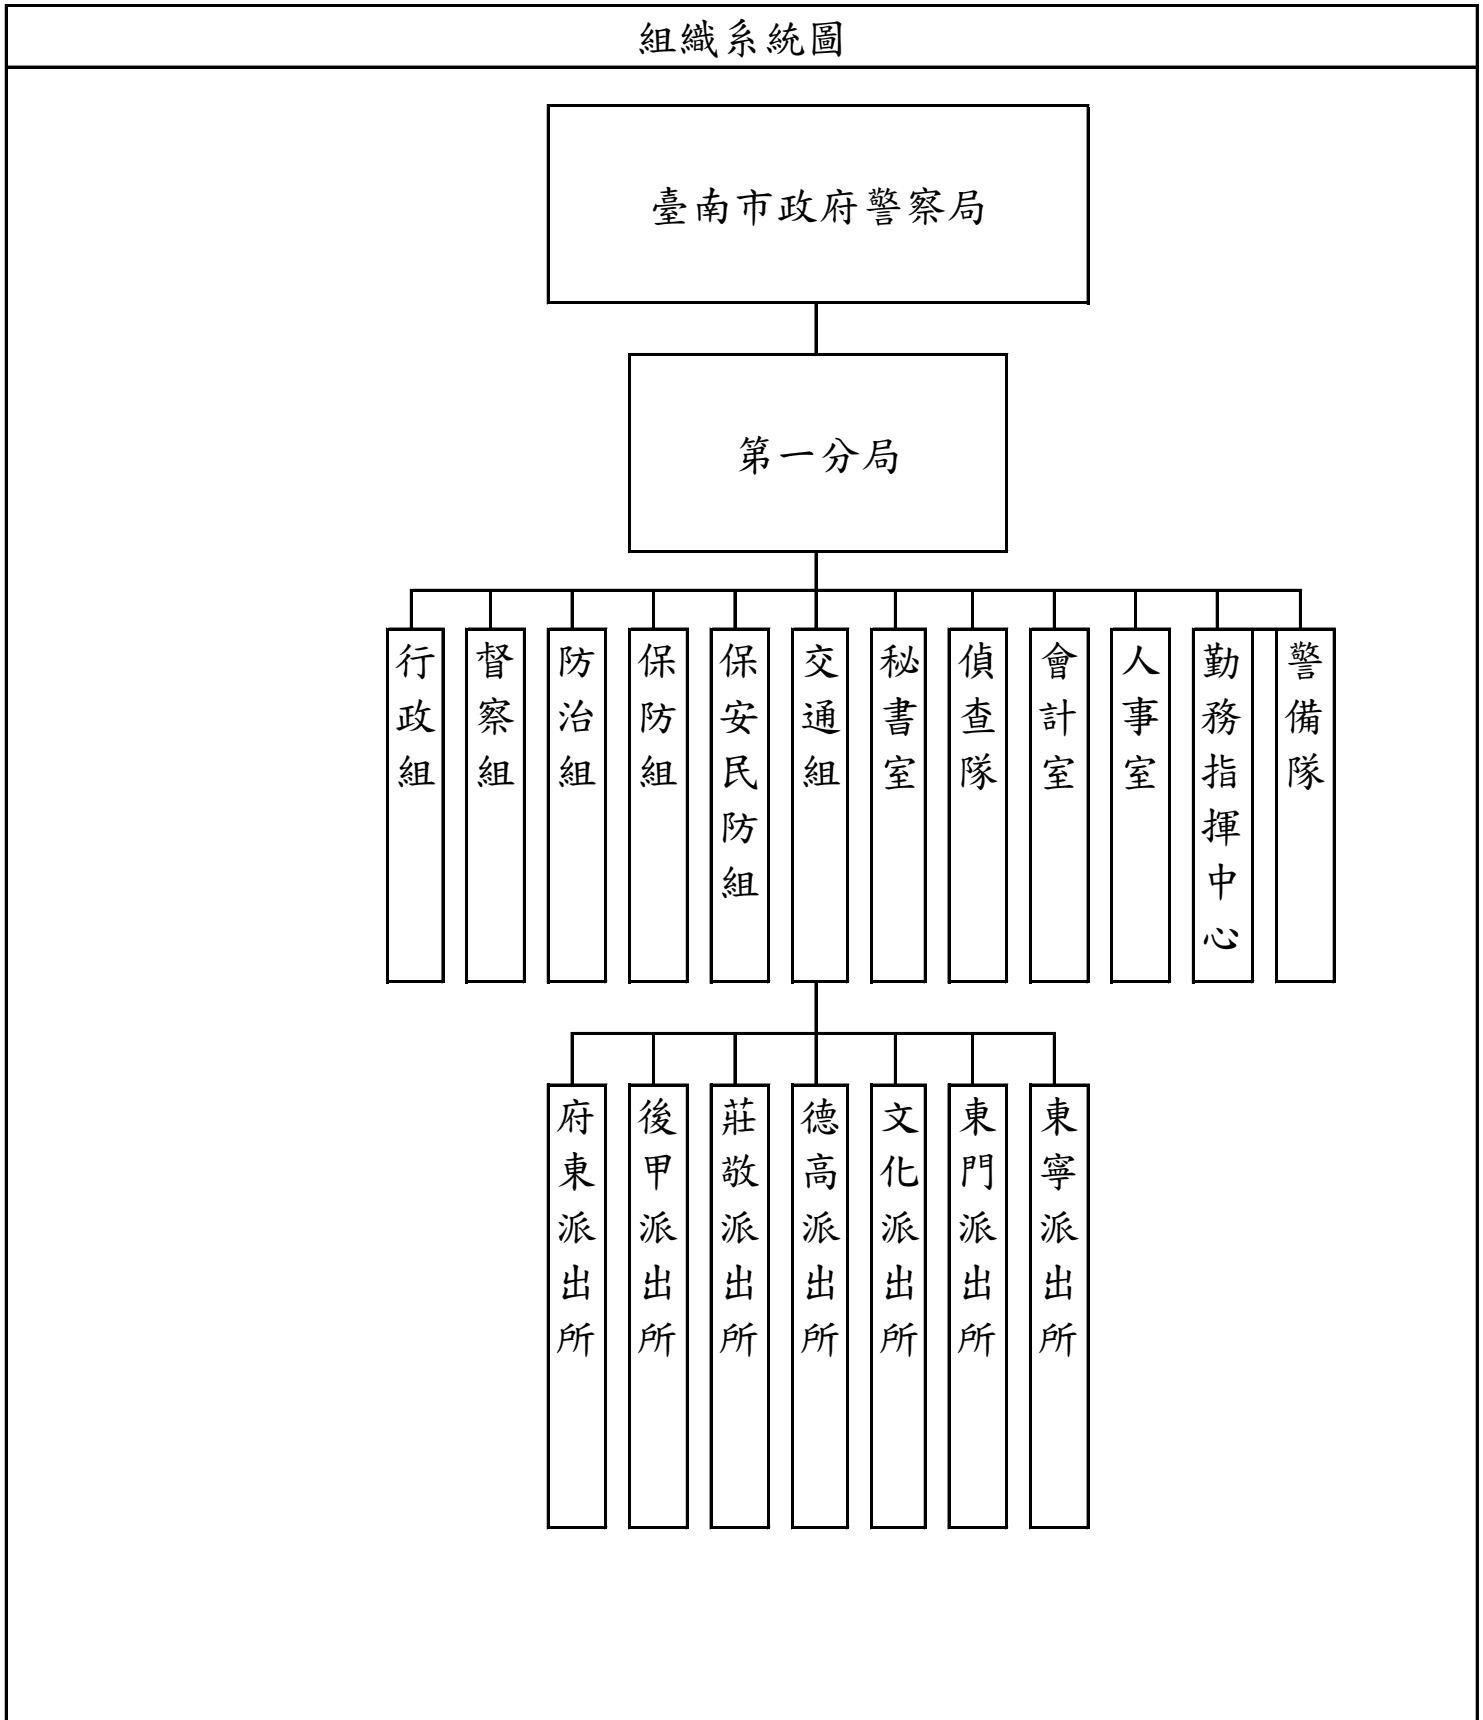 組織系統圖
臺南市政府警察局
第一分局
行政組
督察組
防治組
保防組
保安民防組
交通組
秘書室
偵查隊
會計室
人事室
勤務指揮中心
警備隊
府東派出所
後甲派出所
莊敬派出所
德高派出所
文化派出所
東門派出所
東寧派出所